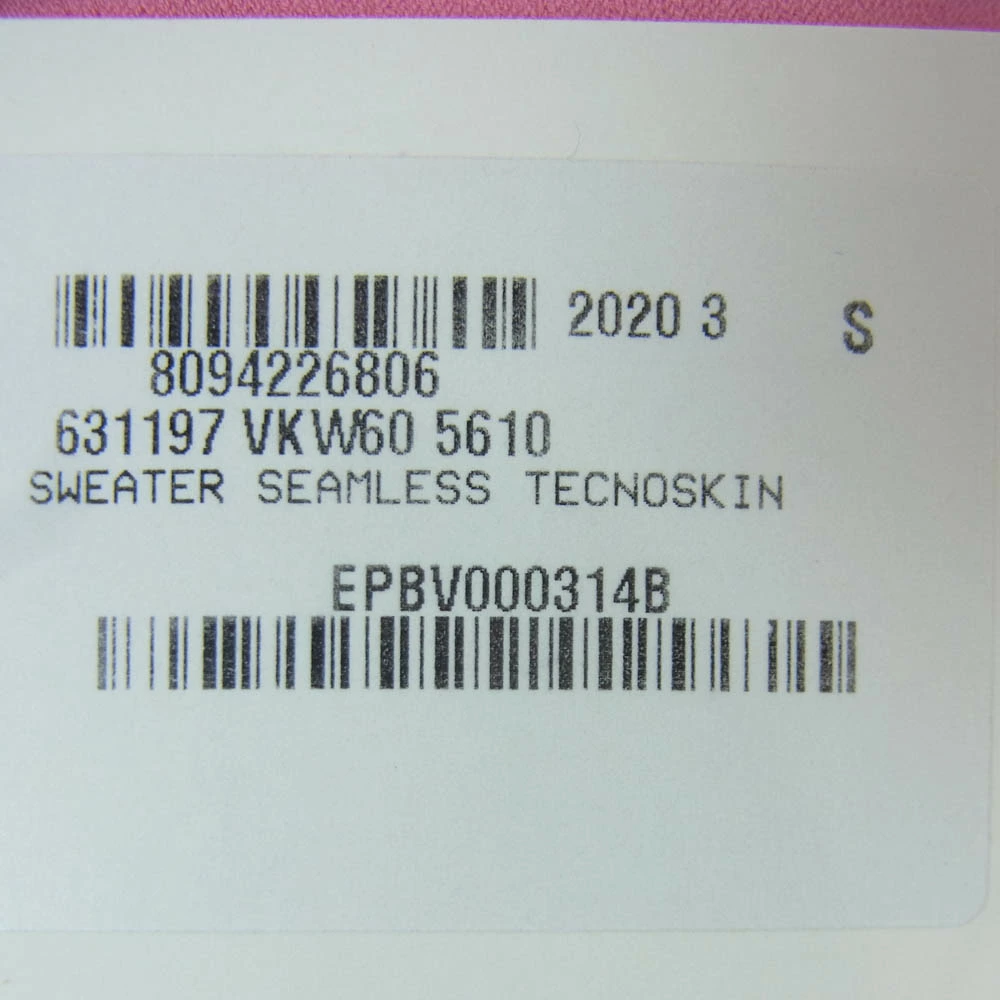 2020 3 S
8094226806
631197 VKW60 5610
SWEATER SEAMLESS TECNOSKIN
EPBV000314B